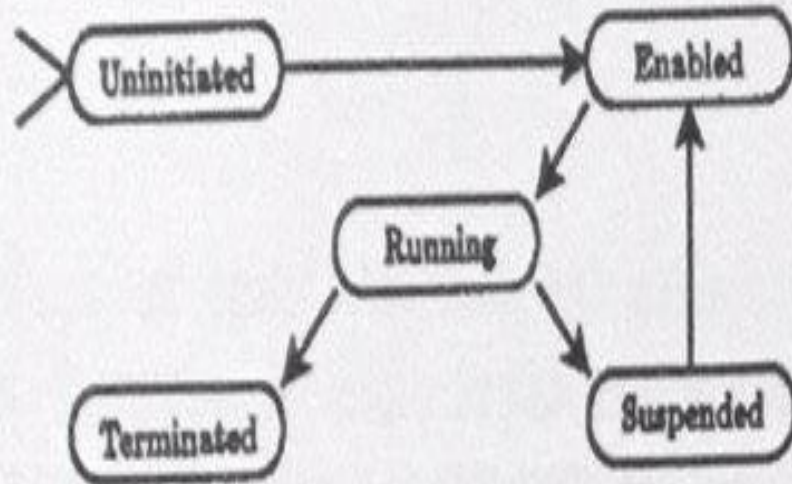 Uninitiated
Enabled
Running
Terminated
Suspended